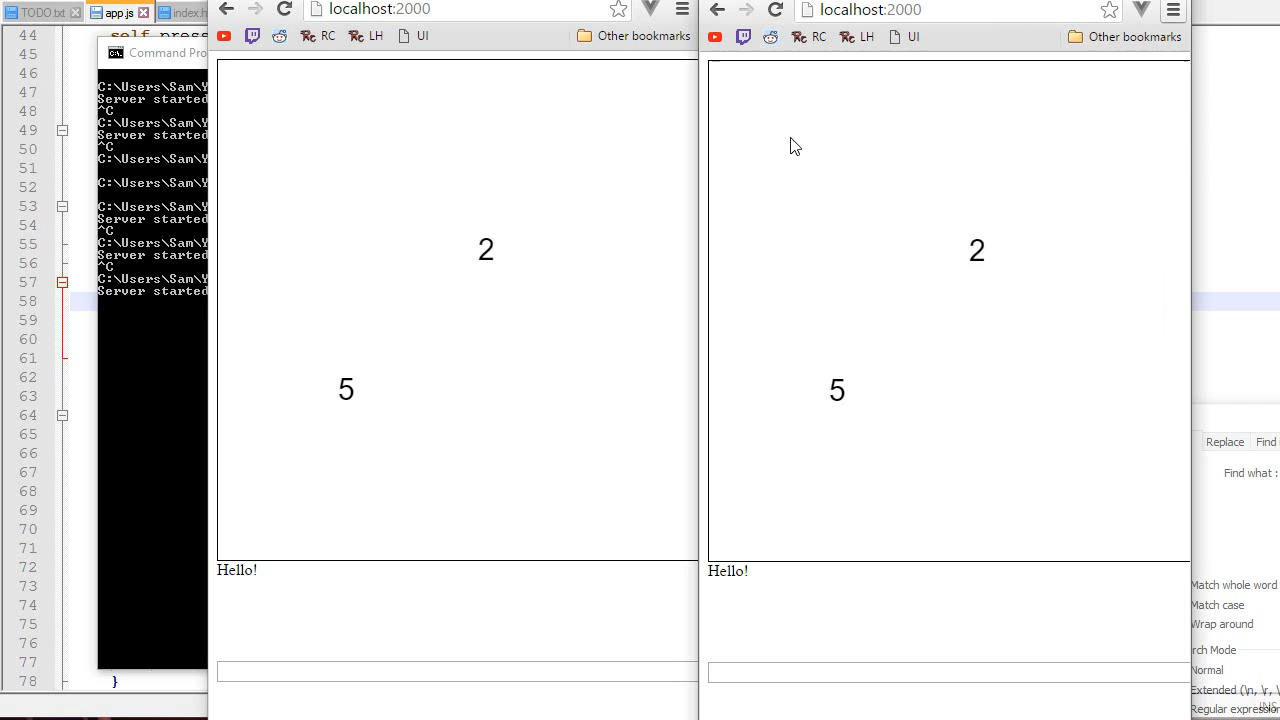 TODO.txt
app.js
index.h
44
45
46
47
48
49
50
51
52
53
54
55
56
57
58
59
60
61
62
63
64
65
66
67
68
69
70
71
72
73
74
75
76
77
78
self.press
}
Command Pro
C:\Users\Sam\Y
Server started
^C
C:\Users\Sam\Y
Server started
^C
C:\Users\Sam\Y
C:\Users\Sam\Y
Server started
^C
C:\Users\Sam\Y
Server started
^C
C:\Users\Sam\Y
Server started
localhost:2000
RC LH UI Other bookmarks
2
5
Hello!
localhost:2000
RC LH UI Other bookmarks
2
5
Hello!
Replace Find
Find what :
Match whole word
Match case
Wrap around
rch Mode
Normal
Extended (\n, \r, \
Regular expressio
INS